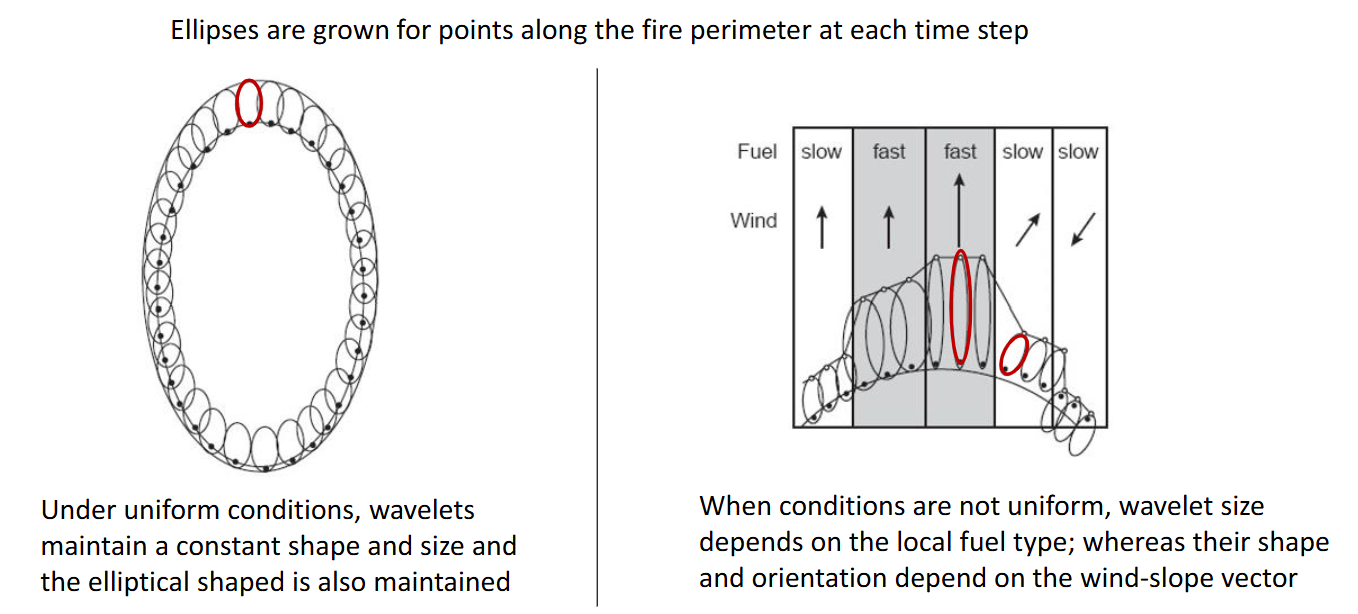 Ellipses are grown for points along the fire perimeter at each time step
Fuel slow fast fast slow slow
Wind
Under uniform conditions, wavelets
maintain a constant shape and size and
the elliptical shaped is also maintained
When conditions are not uniform, wavelet size
depends on the local fuel type; whereas their shape
and orientation depend on the wind-slope vector